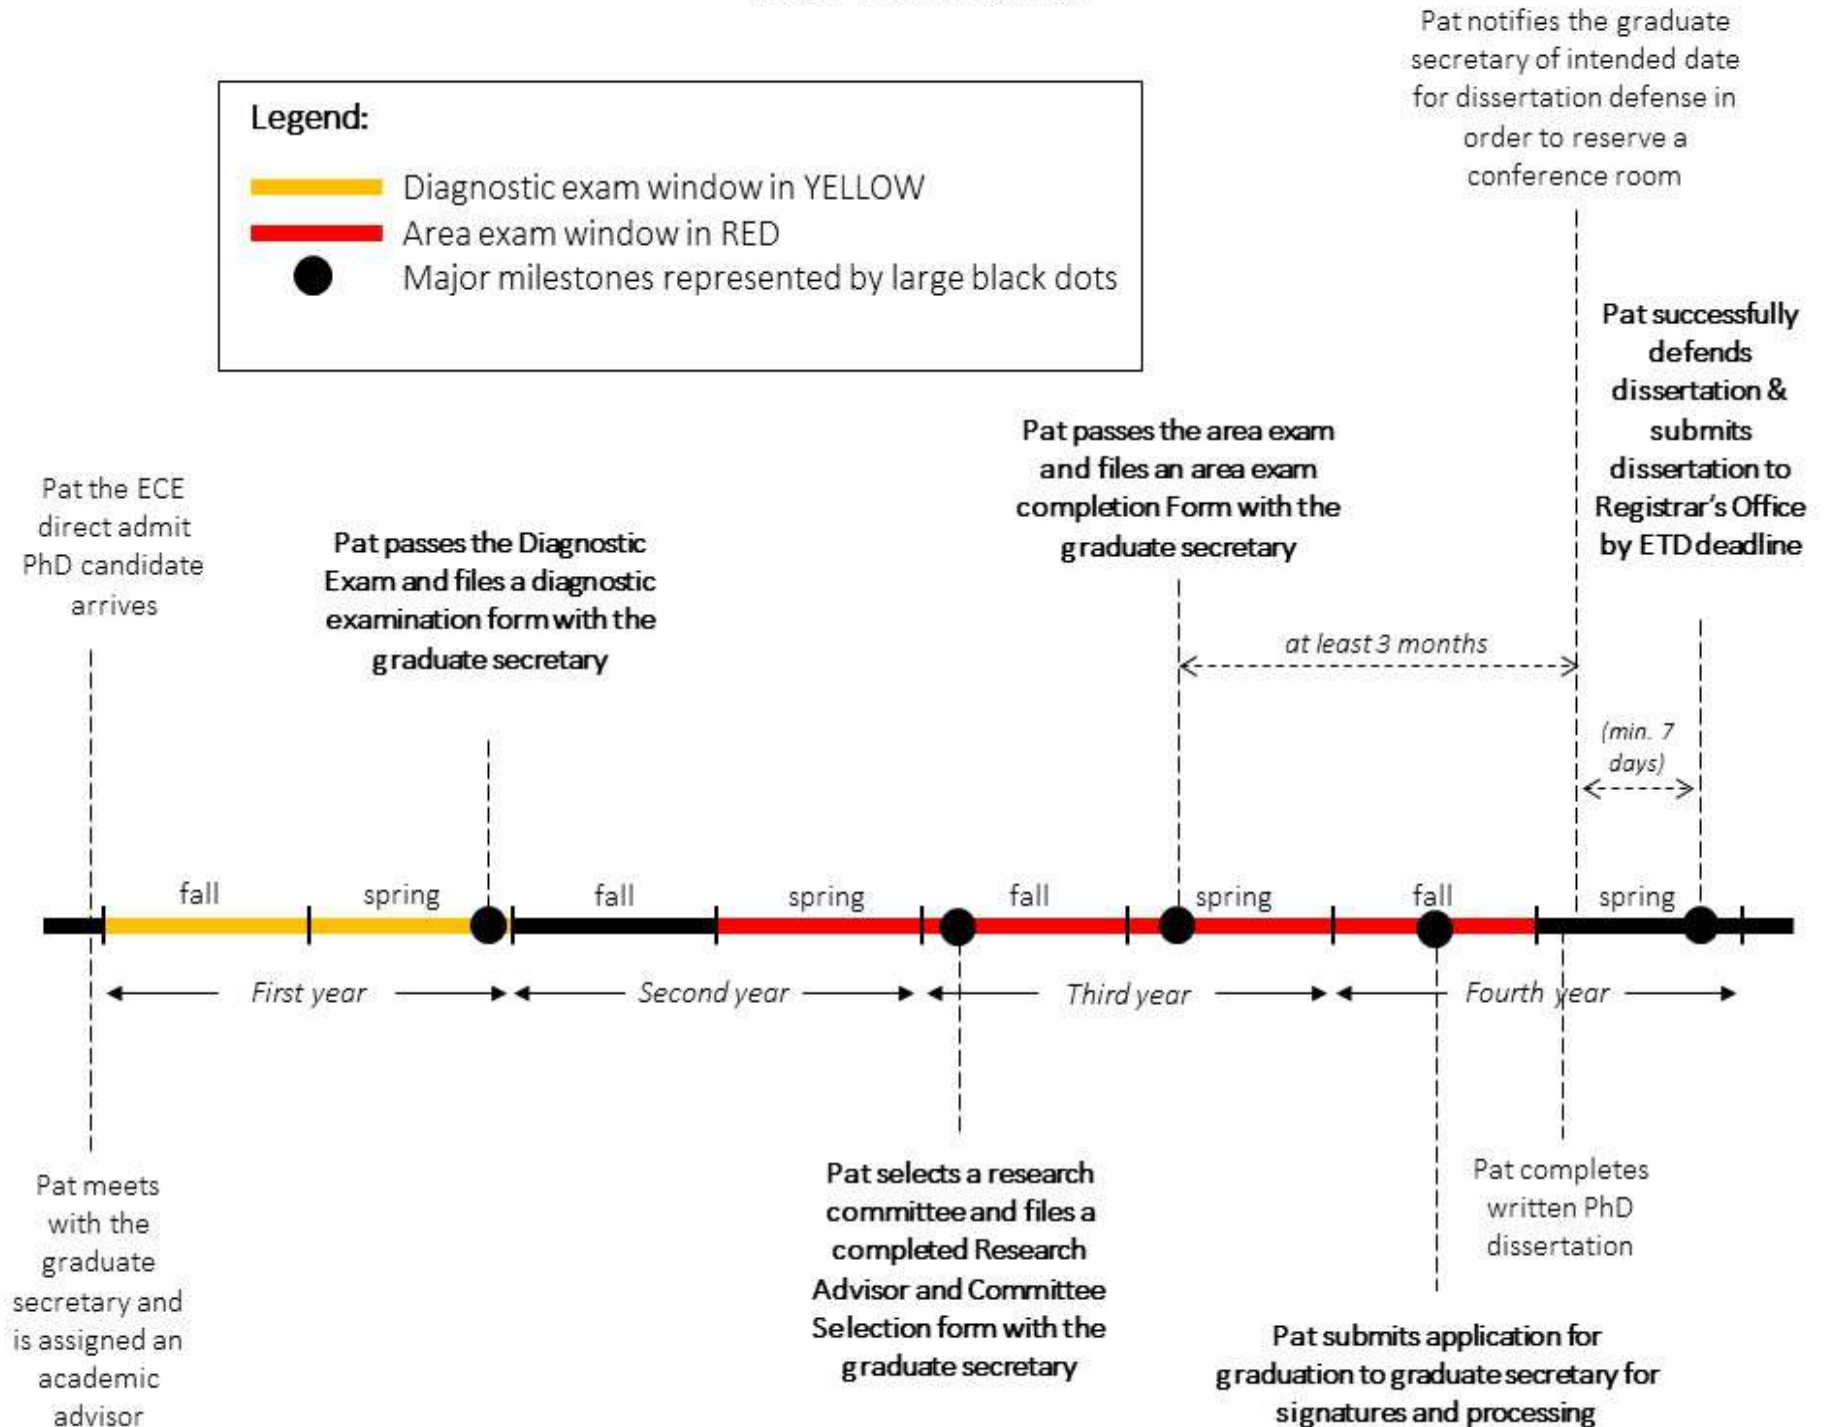 Pat notifies the graduate
secretary of intended date
for dissertation defense in
order to reserve a
conference room
Legend:
Diagnostic exam window in YELLOW
Area exam window in RED
Major milestones represented by large black dots
Pat successfully
defends
dissertation &
submits
dissertation to
Registrar's Office
by ETD deadline
Pat passes the area exam
and files an area exam
completion Form with the
graduate secretary
Pat the ECE
direct admit
PhD candidate
arrives
Pat passes the Diagnostic
Exam and files a diagnostic
examination form with the
graduate secretary
at least 3 months
(min. 7
days)
fall spring fall spring fall spring fall spring
First year Second year Third year Fourth year
Pat meets
with the
graduate
secretary and
is assigned an
academic
advisor
Pat selects a research
committee and files a
completed Research
Advisor and Committee
Selection form with the
graduate secretary
Pat completes
written PhD
dissertation
Pat submits application for
graduation to graduate secretary for
signatures and processing